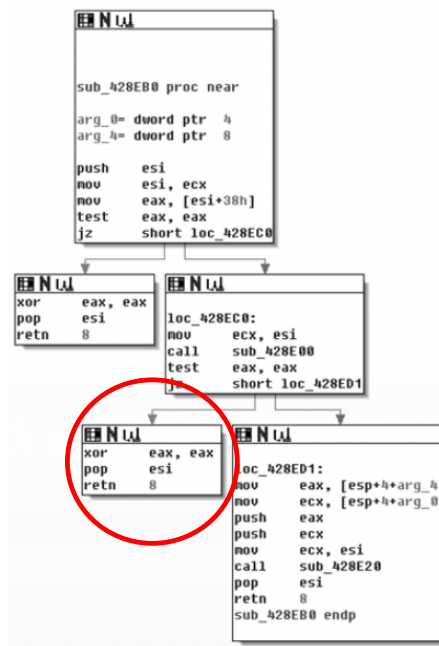 sub_428EB0 proc near
arg_0= dword ptr 4
arg_4= dword ptr 8
push esi
mov esi, ecx
mov eax, [esi+38h]
test eax, eax
jz short loc_428EC0
xor eax, eax
pop esi
retn 8
loc_428EC0:
mov ecx, esi
call sub_428E00
test eax, eax
jz short loc_428ED1
xor eax, eax
pop esi
retn 8
loc_428ED1:
mov eax, [esp+4+arg_4
mov ecx, [esp+4+arg_0
push eax
push ecx
mov ecx, esi
call sub_428E20
pop esi
retn 8
sub_428EB0 endp